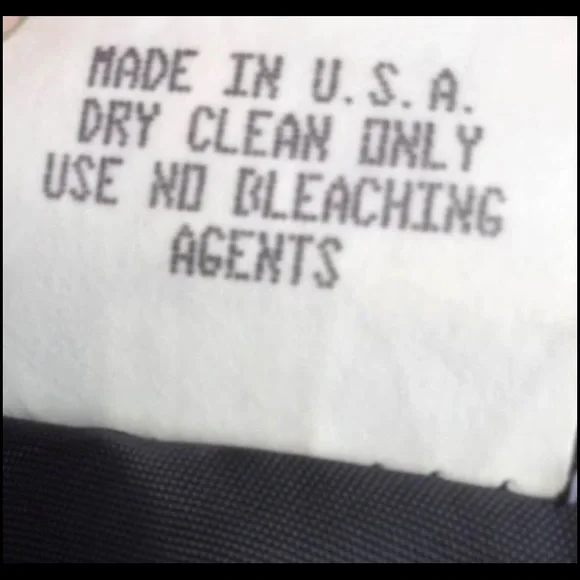 MADE IN U.S.A.
DRY CLEAN ONLY
USE NO BLEACHING
AGENTS